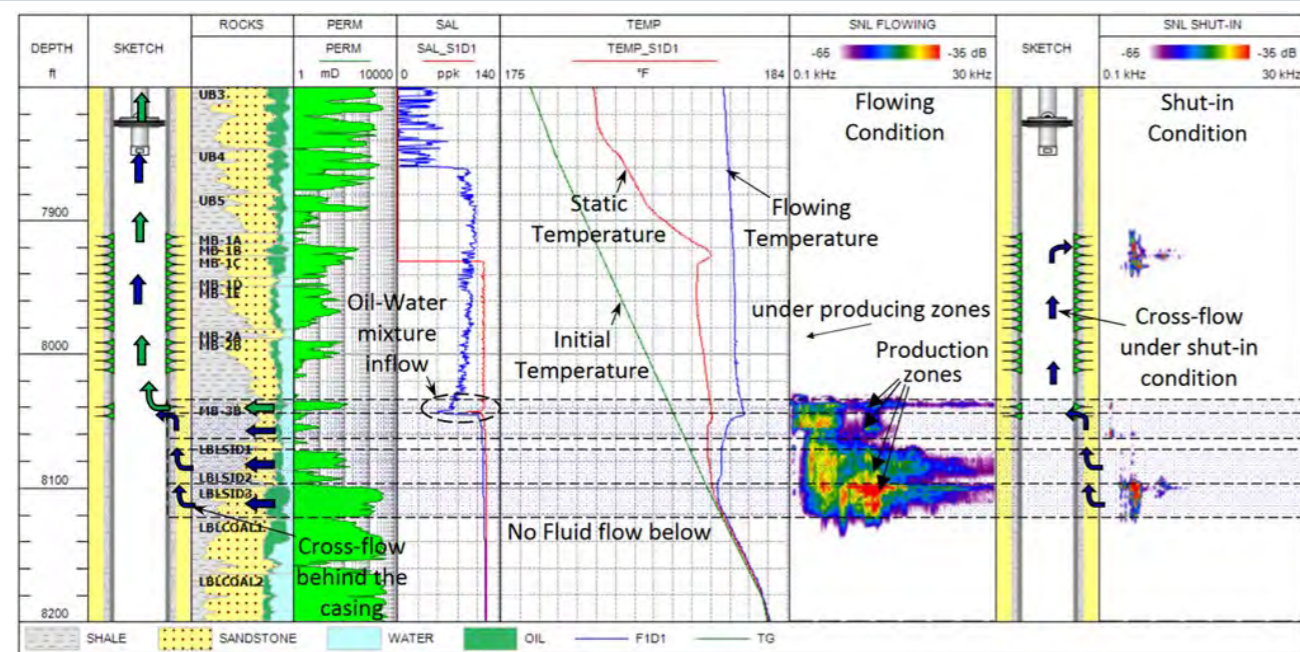 ROCKS
PERM
SAL
TEMP
SNL FLOWING
SNL SHUT-IN
DEPTH
SKETCH
PERM
SAL_S1D1
TEMP_S1D1
-65
-35 dB
SKETCH
-65
-35 dB
ft
1 mD 10000
0 ppk 140
175 °F 184
0.1 kHz 30 kHz
0.1 kHz 30 kHz
UB3
UB4
UB5
MB-1A
MB-1B
MB-1C
MB-1D
MB-1E
MB-2A
MB-2B
MB-3B
LBLSID1
LBLSID2
LBLSID3
LBLCOAL1
LBLCOAL2
7900
8000
8100
8200
Flowing
Condition
Shut-in
Condition
Static
Temperature
Flowing
Temperature
Oil-Water
mixture
inflow
Initial
Temperature
under producing zones
Production
zones
Cross-flow
under shut-in
condition
No Fluid flow below
Cross-flow
behind the
casing
SHALE
SANDSTONE
WATER
OIL
F1D1
TG